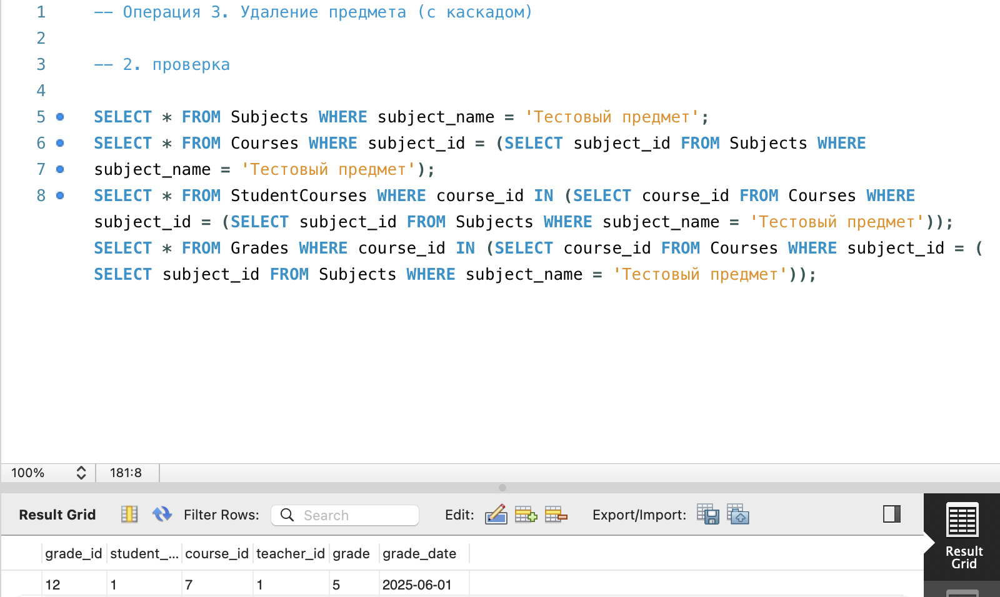 1 -- Операция 3. Удаление предмета (с каскадом)
2
3 -- 2. проверка
4
5 SELECT * FROM Subjects WHERE subject_name = 'Тестовый предмет';
6 SELECT * FROM Courses WHERE subject_id = (SELECT subject_id FROM Subjects WHERE
7 subject_name = 'Тестовый предмет');
8 SELECT * FROM StudentCourses WHERE course_id IN (SELECT course_id FROM Courses WHERE
subject_id = (SELECT subject_id FROM Subjects WHERE subject_name = 'Тестовый предмет'));
SELECT * FROM Grades WHERE course_id IN (SELECT course_id FROM Courses WHERE subject_id = (
SELECT subject_id FROM Subjects WHERE subject_name = 'Тестовый предмет'));
100% 181:8
Result Grid Filter Rows: Search Edit: Export/Import:
grade_id student_... course_id teacher_id grade grade_date
12 1 7 1 5 2025-06-01
Result
Grid